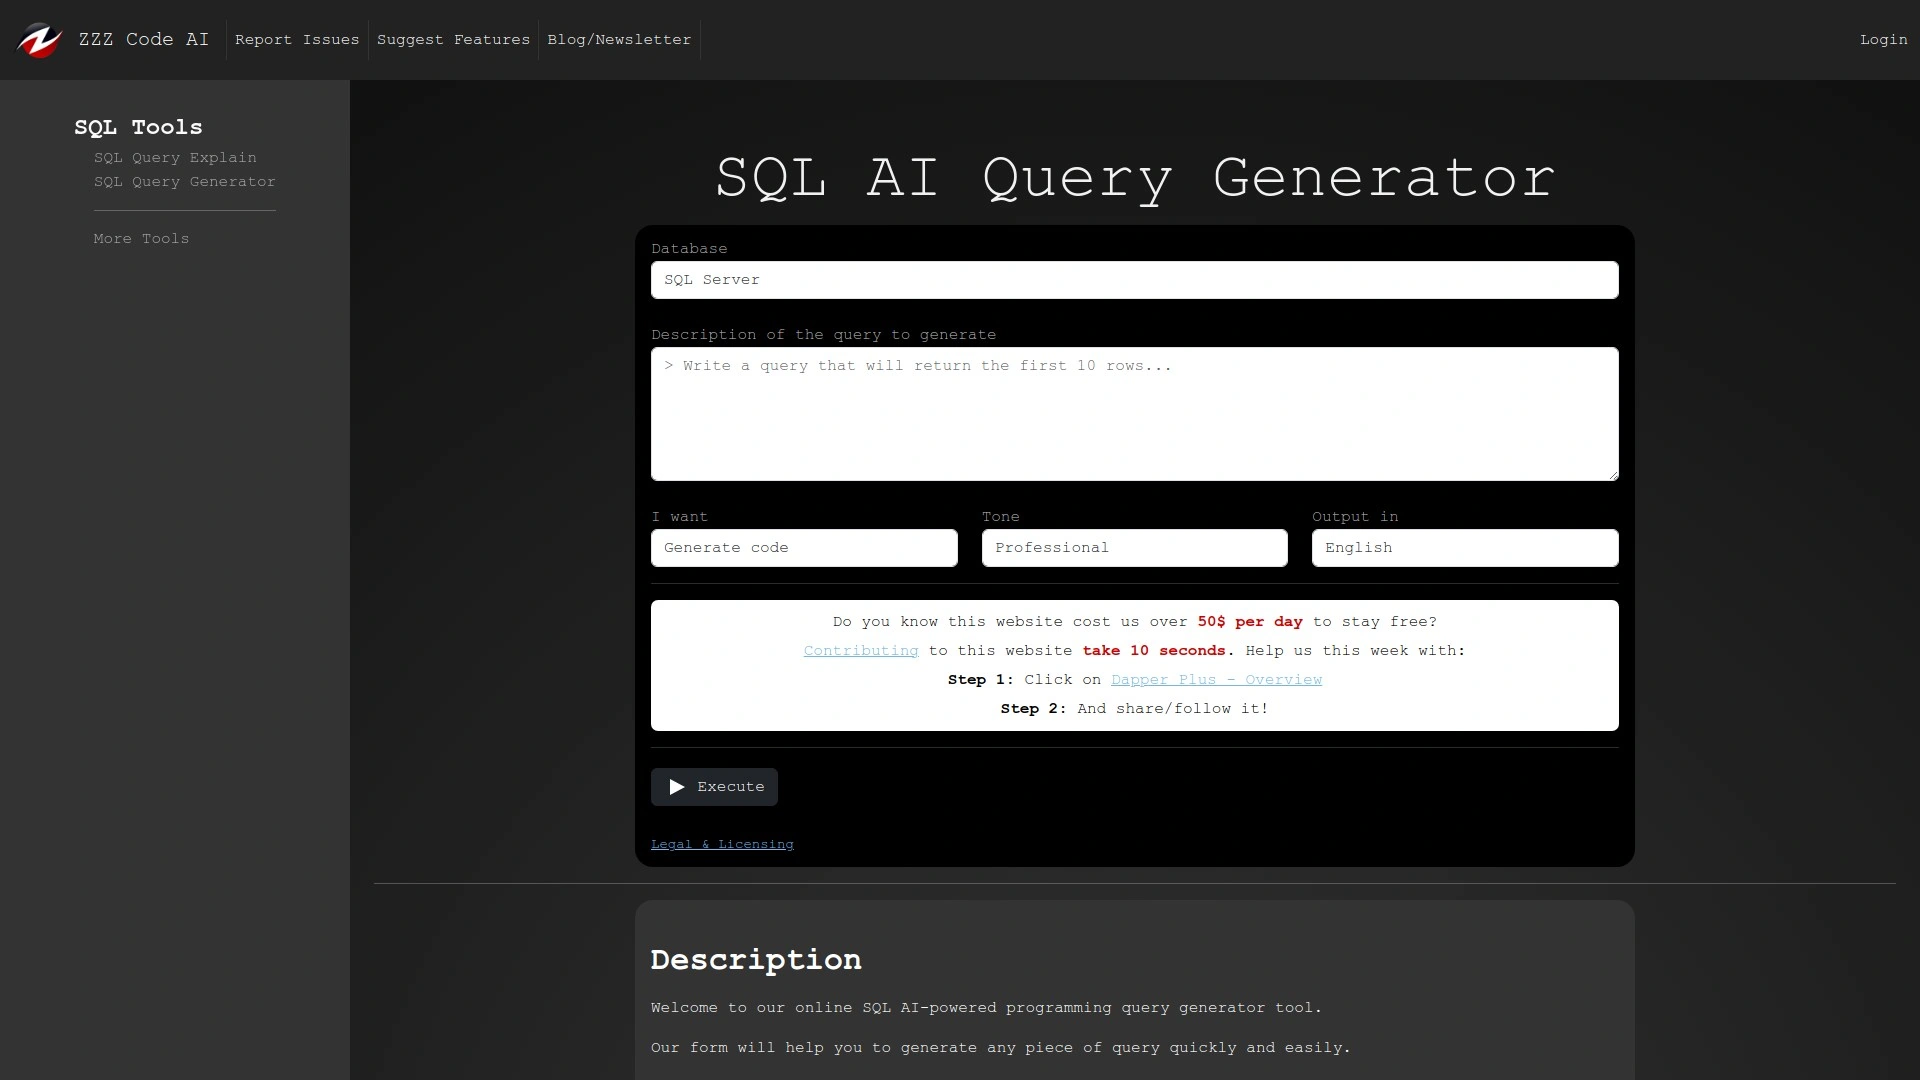 ZZZ Code AI
Report Issues
Suggest Features
Blog/Newsletter
Login
SQL Tools
SQL Query Explain
SQL Query Generator
More Tools
SQL AI Query Generator
Database
SQL Server
Description of the query to generate
> Write a query that will return the first 10 rows...
I want
Tone
Output in
Generate code
Professional
English
Do you know this website cost us over 50$ per day to stay free?
Contributing to this website take 10 seconds. Help us this week with:
Step 1: Click on Dapper Plus - Overview
Step 2: And share/follow it!
Execute
Legal & Licensing
Description
Welcome to our online SQL AI-powered programming query generator tool.
Our form will help you to generate any piece of query quickly and easily.